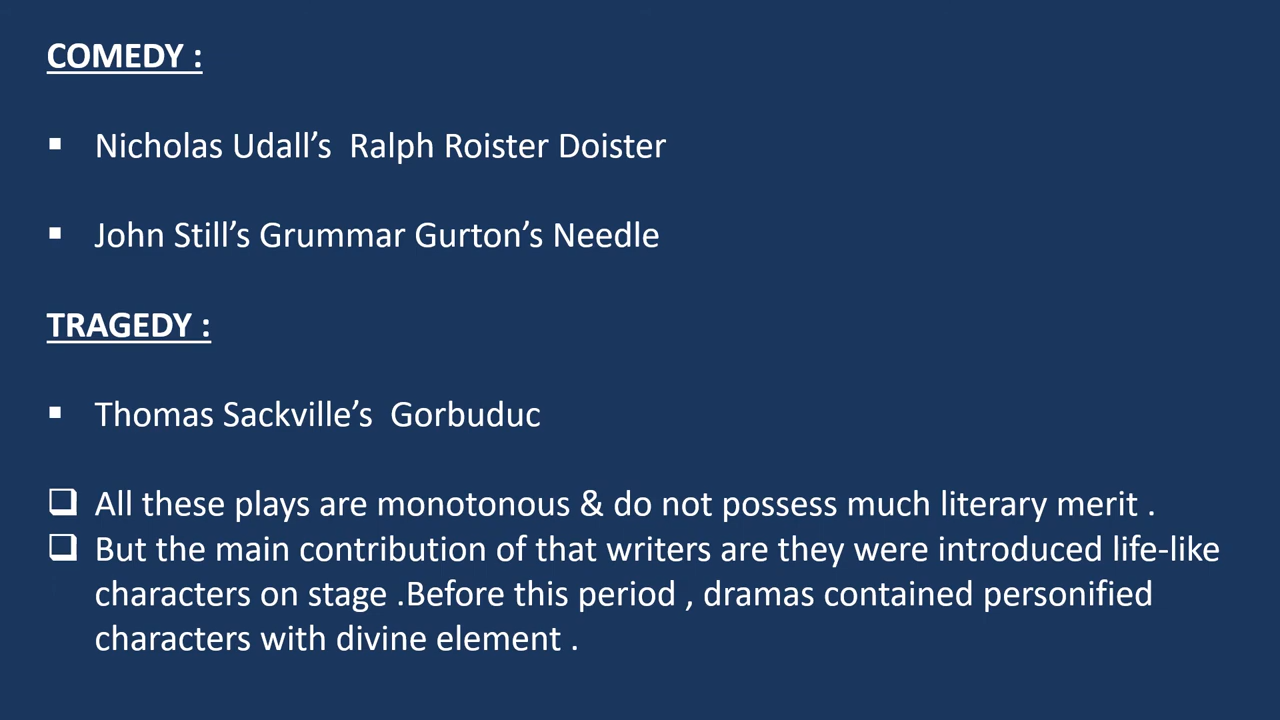 COMEDY :
▪ Nicholas Udall’s Ralph Roister Doister
▪ John Still’s Grummar Gurton’s Needle
TRAGEDY :
▪ Thomas Sackville’s Gorbuduc
❑ All these plays are monotonous & do not possess much literary merit .
❑ But the main contribution of that writers are they were introduced life-like
characters on stage .Before this period , dramas contained personified
characters with divine element .